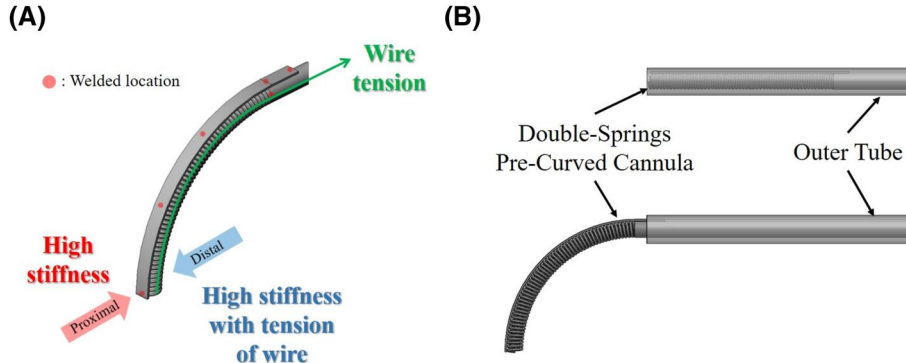 (A)
: Welded location
Wire
tension
High
stiffness
Proximal
Distal
High stiffness
with tension
of wire
(B)
Double-Springs
Pre-Curved Cannula
Outer Tube